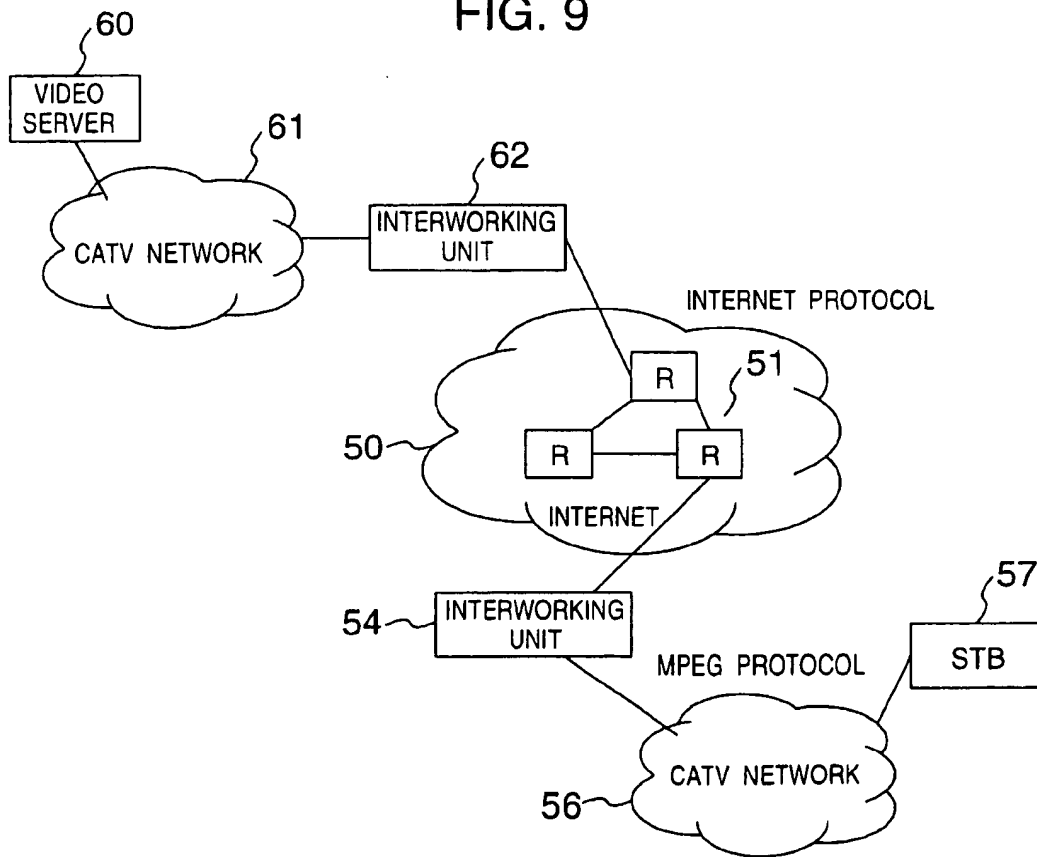 FIG. 9
60
VIDEO
SERVER
61
CATV NETWORK
62
INTERWORKING
UNIT
INTERNET PROTOCOL
R
51
50
R
R
INTERNET
54
INTERWORKING
UNIT
57
STB
MPEG PROTOCOL
CATV NETWORK
56